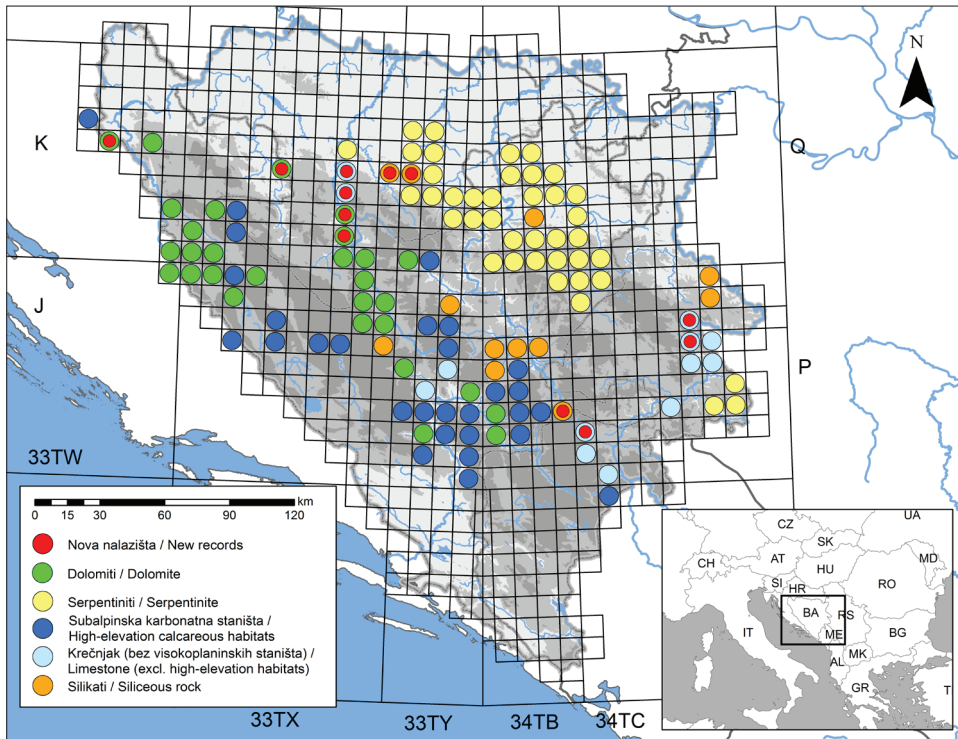 N
K
Q
J
P
33TW
km
0 15 30 60 90 120
Nova nalazišta / New records
Dolomiti / Dolomite
Serpentiniti / Serpentinite
Subalpinska karbonatna staništa /
High-elevation calcareous habitats
Krečnjak (bez visokoplaninskih staništa) /
Limestone (excl. high-elevation habitats)
Silikati / Siliceous rock
33TX 33TY 34TB 34TC
UA
CZ
SK
CH AT MD
HU
RO
SI
HR
BA RS
IT ME BG
MK
AL
GR T